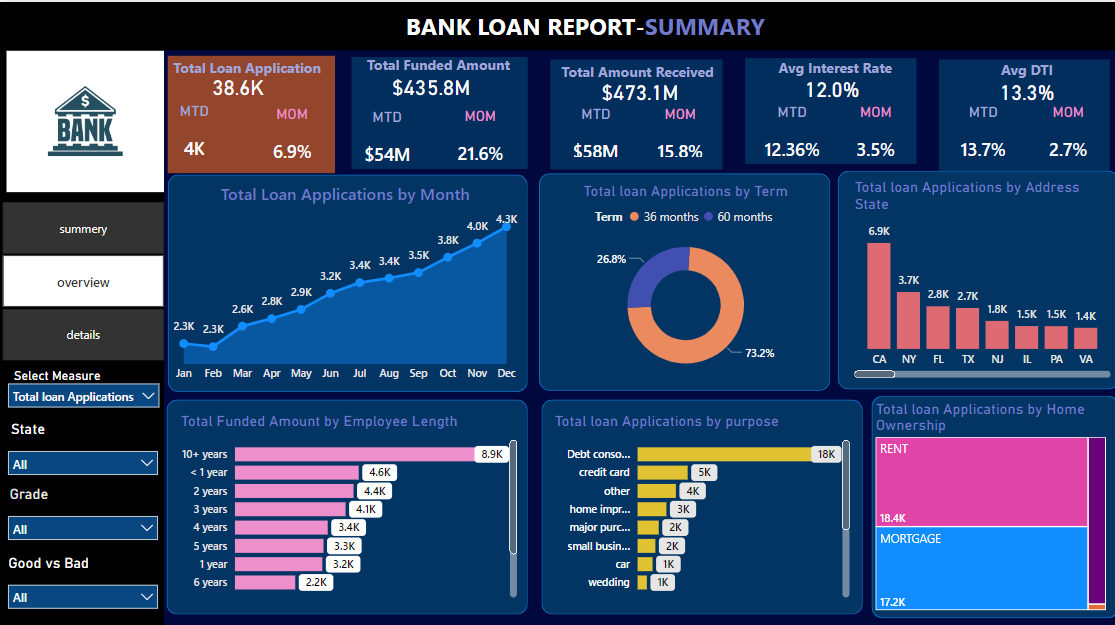 BANK LOAN REPORT-SUMMARY
$
BANK
Total Loan Application
38.6K
MTD
MOM
4K
6.9%
Total Funded Amount
$435.8M
MTD
MOM
$54M
21.6%
Total Amount Received
$473.1M
MTD
MOM
$58M
15.8%
Avg Interest Rate
12.0%
MTD
MOM
12.36%
3.5%
Avg DTI
13.3%
MTD
MOM
13.7%
2.7%
summery
overview
details
Select Measure
Total loan Applications
State
All
Grade
All
Good vs Bad
All
Total Loan Applications by Month
2.3K 2.3K 2.6K 2.8K 2.9K 3.2K 3.4K 3.4K 3.5K 3.8K 4.0K 4.3K
Jan Feb Mar Apr May Jun Jul Aug Sep Oct Nov Dec
Total loan Applications by Term
Term 36 months 60 months
26.8%
73.2%
Total loan Applications by Address
State
6.9K 3.7K 2.8K 2.7K 1.8K 1.5K 1.5K 1.4K
CA NY FL TX NJ IL PA VA
Total Funded Amount by Employee Length
10+ years 8.9K
< 1 year 4.6K
2 years 4.4K
3 years 4.1K
4 years 3.4K
5 years 3.3K
1 year 3.2K
6 years 2.2K
Total loan Applications by purpose
Debt conso... 18K
credit card 5K
other 4K
home impr... 3K
major purc... 2K
small busin... 2K
car 1K
wedding 1K
Total loan Applications by Home
Ownership
RENT
18.4K
MORTGAGE
17.2K